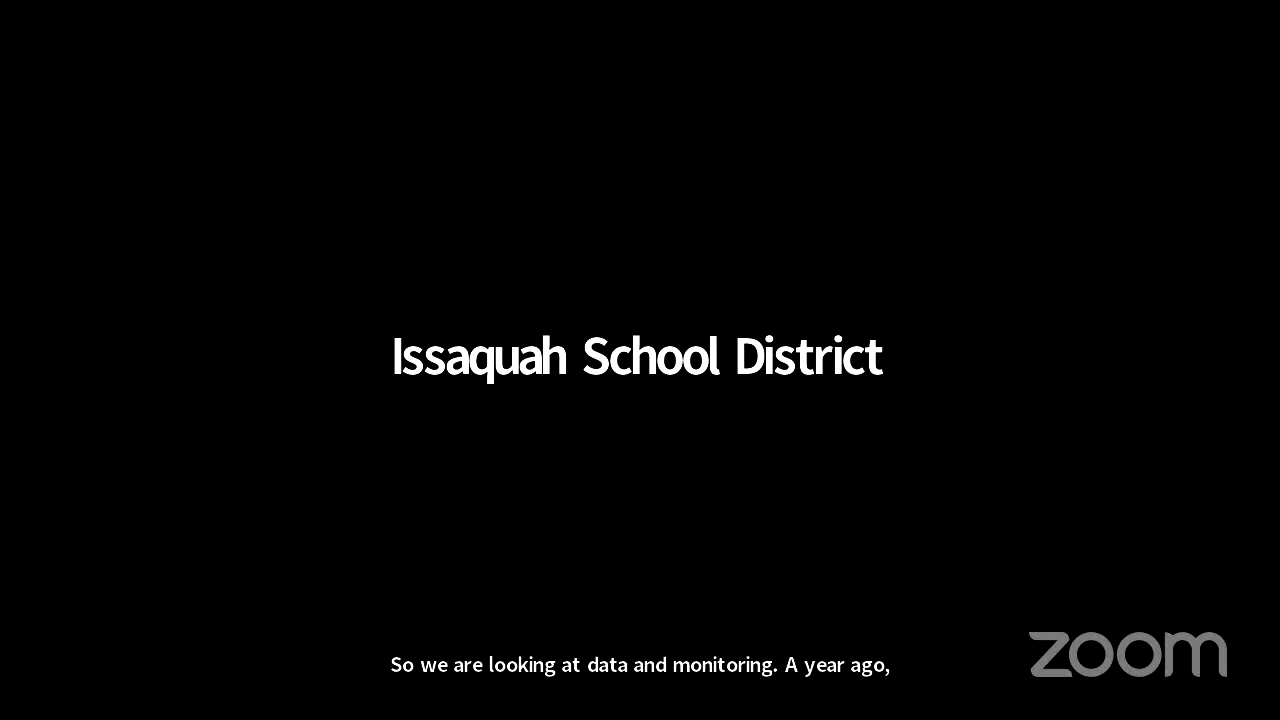 Issaquah School District
So we are looking at data and monitoring. A year ago,
zoom